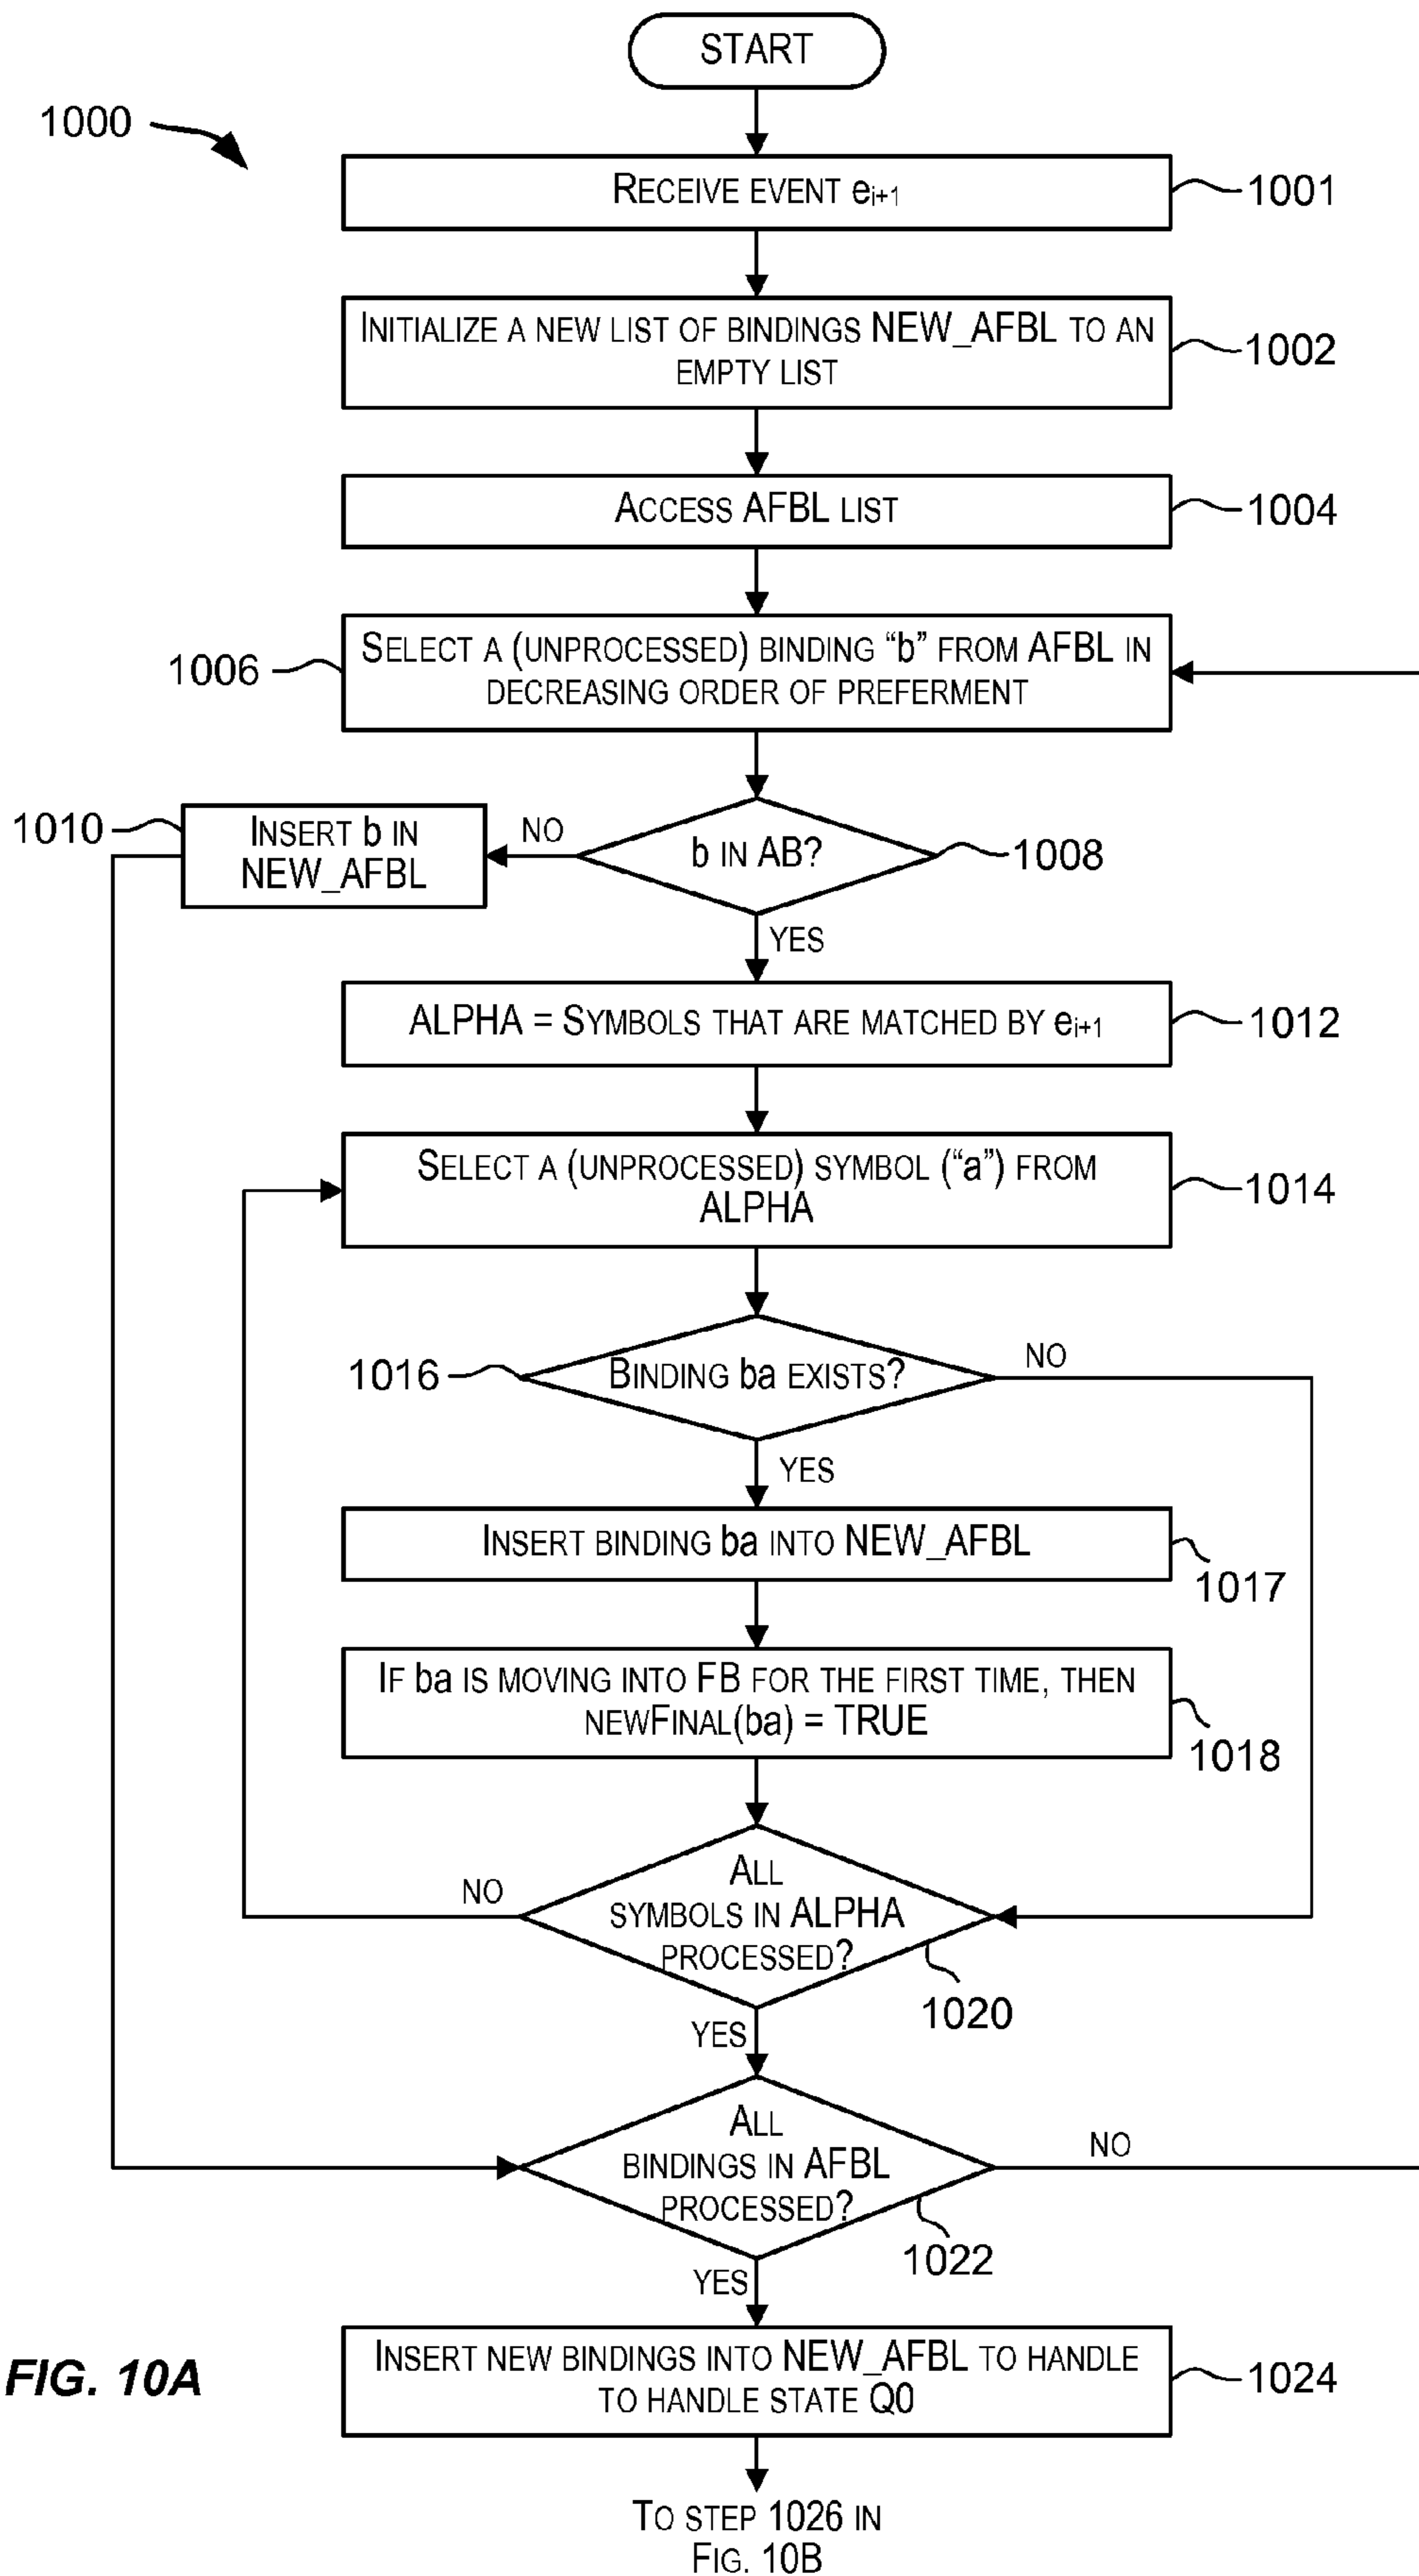 START
1000
RECEIVE EVENT ei+1
1001
INITIALIZE A NEW LIST OF BINDINGS NEW_AFBL TO AN
EMPTY LIST
1002
ACCESS AFBL LIST
1004
SELECT A (UNPROCESSED) BINDING “b” FROM AFBL IN
DECREASING ORDER OF PREFERMENT
1006
1010
INSERT b IN
NEW_AFBL
NO
b IN AB?
1008
YES
ALPHA = SYMBOLS THAT ARE MATCHED BY ei+1
1012
SELECT A (UNPROCESSED) SYMBOL (“a”) FROM
ALPHA
1014
1016
BINDING ba EXISTS?
NO
YES
INSERT BINDING ba INTO NEW_AFBL
1017
IF ba IS MOVING INTO FB FOR THE FIRST TIME, THEN
NEWFINAL(ba) = TRUE
1018
NO
ALL
SYMBOLS IN ALPHA
PROCESSED?
1020
YES
ALL
BINDINGS IN AFBL
PROCESSED?
NO
1022
YES
INSERT NEW BINDINGS INTO NEW_AFBL TO HANDLE
TO HANDLE STATE Q0
1024
FIG. 10A
TO STEP 1026 IN
FIG. 10B